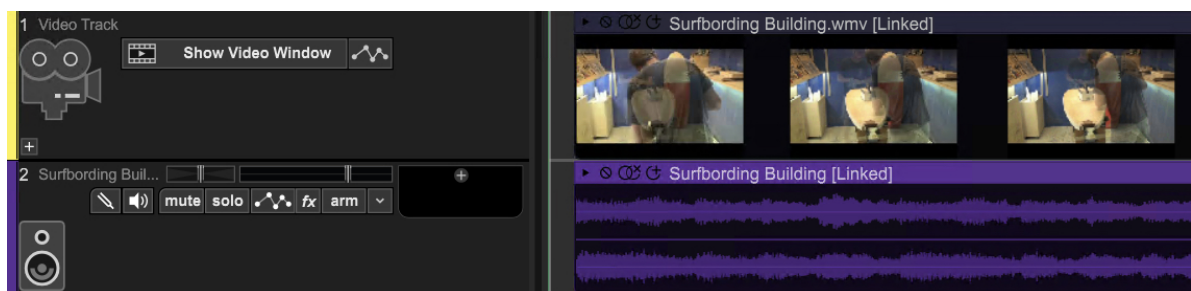 1 Video Track
Show Video Window
Surfbording Building.wmv [Linked]
2 Surfbording Buil...
mute solo fx arm
Surfbording Building [Linked]